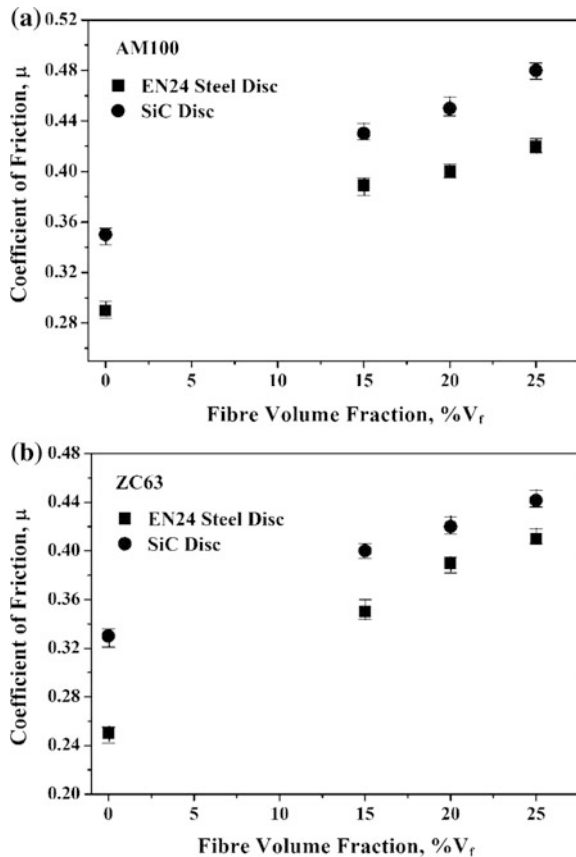 (a)
0.52
AM100
EN24 Steel Disc
SiC Disc
0.48
0.44
0.40
0.36
0.32
0.28
Coefficient of Friction, μ
0 5 10 15 20 25
Fibre Volume Fraction, %Vf
(b)
0.48
ZC63
EN24 Steel Disc
SiC Disc
0.44
0.40
0.36
0.32
0.28
0.24
0.20
Coefficient of Friction, μ
0 5 10 15 20 25
Fibre Volume Fraction, %Vf